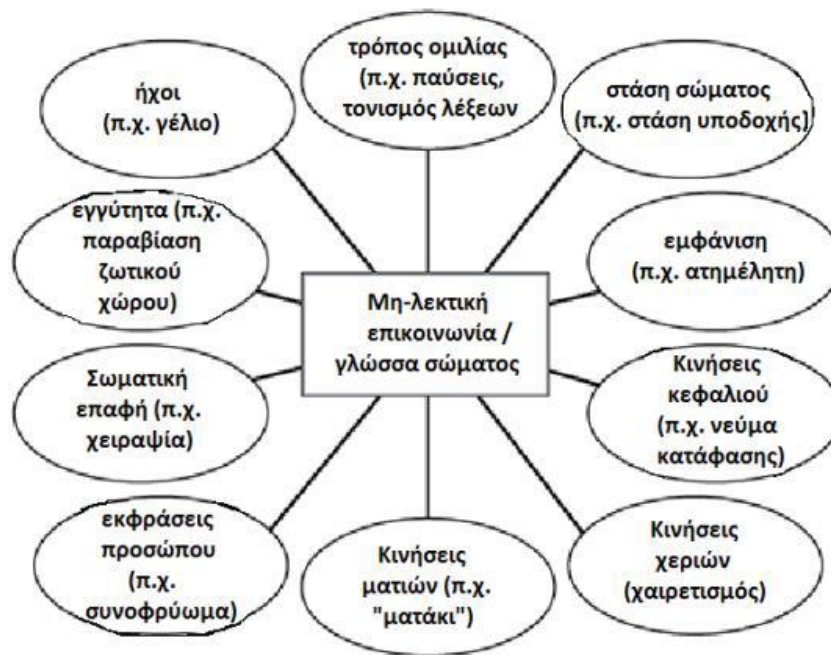 ήχοι
(π.χ. γέλιο)
τρόπος ομιλίας
(π.χ. παύσεις,
τονισμός λέξεων
στάση σώματος
(π.χ. στάση υποδοχής]
εγγύτητα (π.χ.
παραβίαση
ζωτικού
χώρου)
Μη-λεκτική
επικοινωνία /
γλώσσα σώματος
εμφάνιση
(π.χ. ατημέλητη)
Σωματική
επαφή (π.χ.
χειραψία)
Κινήσεις
κεφαλιού
(π.χ. νεύμα
κατάφασης)
εκφράσεις
προσώπου
(π.χ.
συνοφρύωμα)
Κινήσεις
ματιών (π.χ.
"ματάκι")
Κινήσεις
χεριών
(χαιρετισμός)